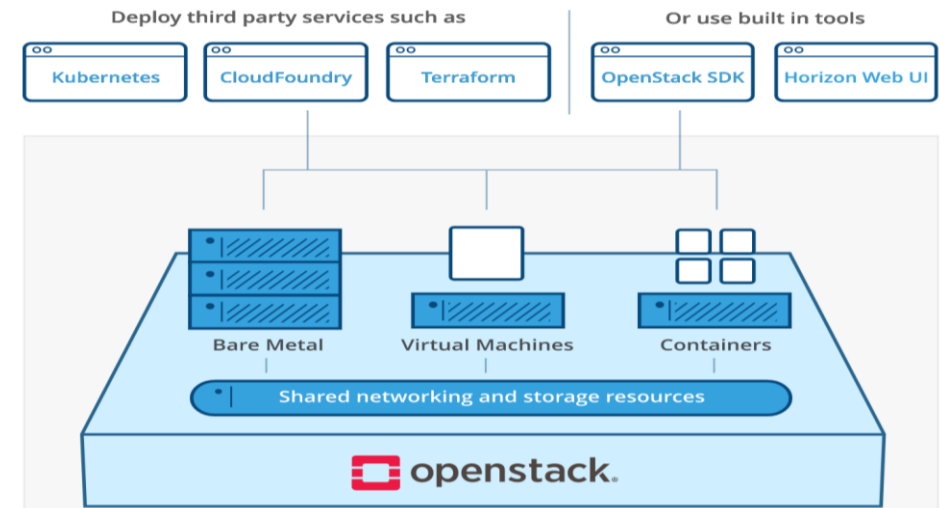 Deploy third party services such as
Or use built in tools
Kubernetes
CloudFoundry
Terraform
OpenStack SDK
Horizon Web UI
Bare Metal
Virtual Machines
Containers
Shared networking and storage resources
openstack.